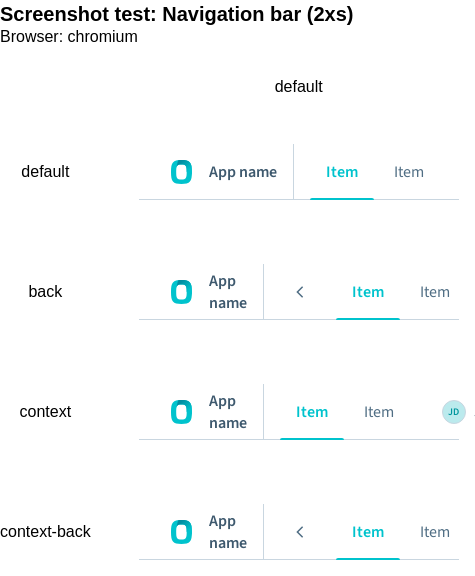 Screenshot test: Navigation bar (2xs)
Browser: chromium
default
default
App name
Item
Item
back
App
name
Item
Item
context
App
name
Item
Item
JD
context-back
App
name
Item
Item